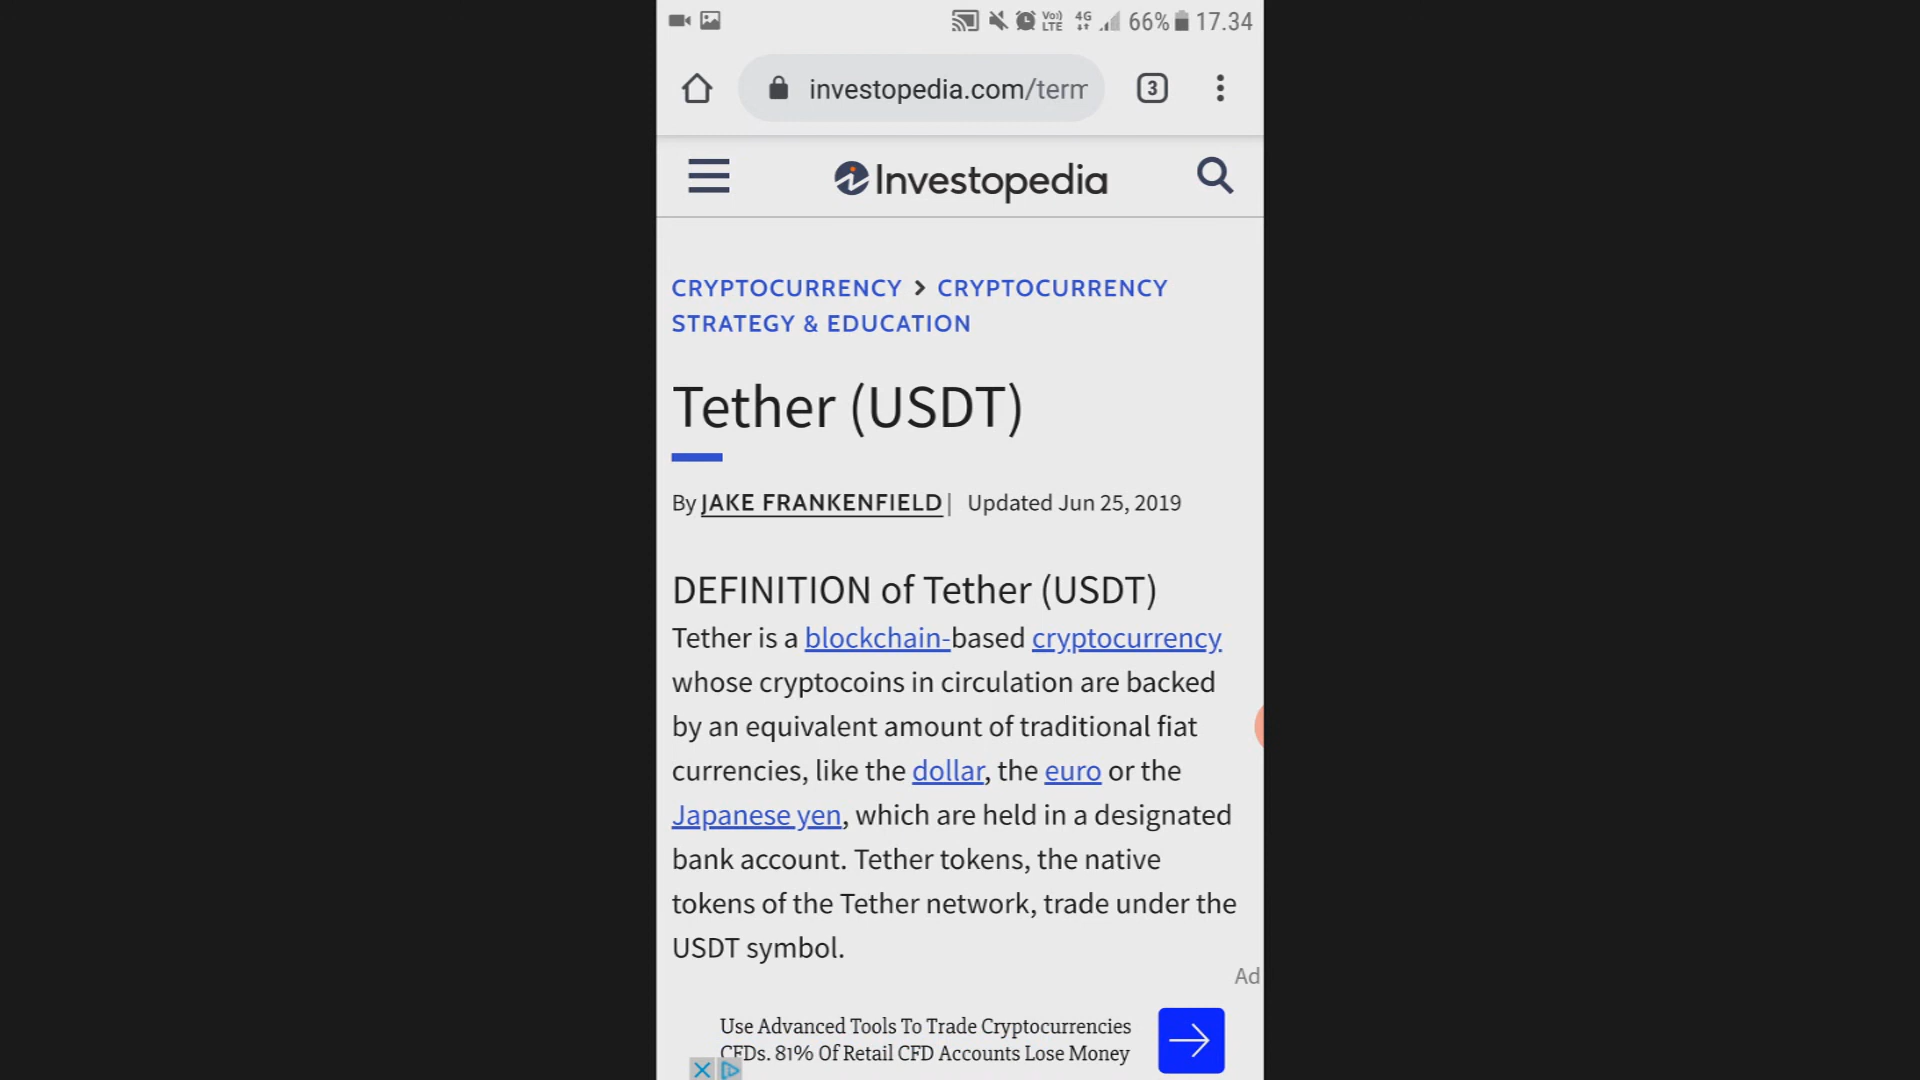 Vo)) 4G 66% 17.34
LTE
investopedia.com/term 3
Investopedia
CRYPTOCURRENCY > CRYPTOCURRENCY
STRATEGY & EDUCATION
Tether (USDT)
By JAKE FRANKENFIELD | Updated Jun 25, 2019
DEFINITION of Tether (USDT)
Tether is a blockchain-based cryptocurrency
whose cryptocoins in circulation are backed
by an equivalent amount of traditional fiat
currencies, like the dollar, the euro or the
Japanese yen, which are held in a designated
bank account. Tether tokens, the native
tokens of the Tether network, trade under the
USDT symbol.
Ad
Use Advanced Tools To Trade Cryptocurrencies
CFDs. 81% Of Retail CFD Accounts Lose Money